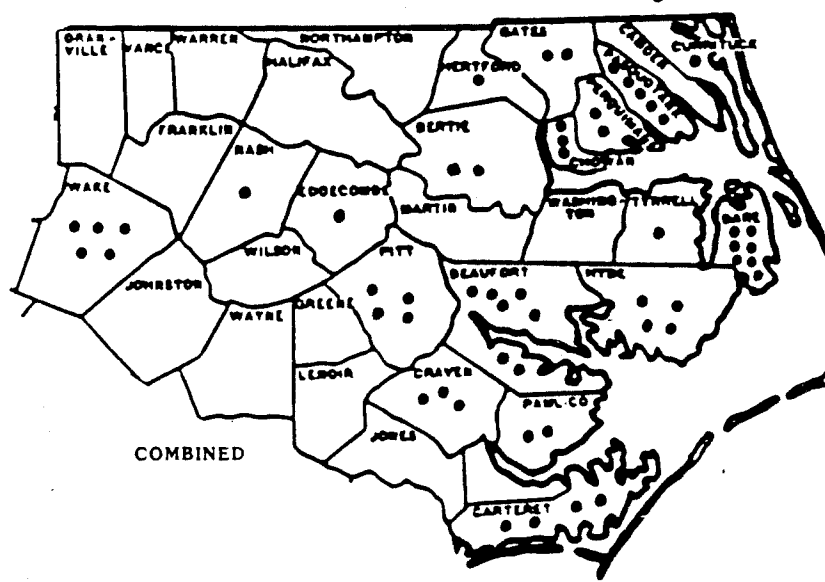 GRAN-
VILLE
VANCE
WARREN
NORTHAMPTON
GATES
CAMDEN
CURRITUCK
HALIFAX
HERTFORD
PASQUOTANK
PERQUIMANS
FRANKLIN
BERTIE
NASH
CHOWAN
WAKE
EDGECOMBE
MARTIN
WASHING-
TON
TYRRELL
DARE
WILSON
PITT
BEAUFORT
HYDE
JOHNSTON
GREENE
WAYNE
LENOIR
CRAVEN
PAMLICO
JONES
COMBINED
CARTERET